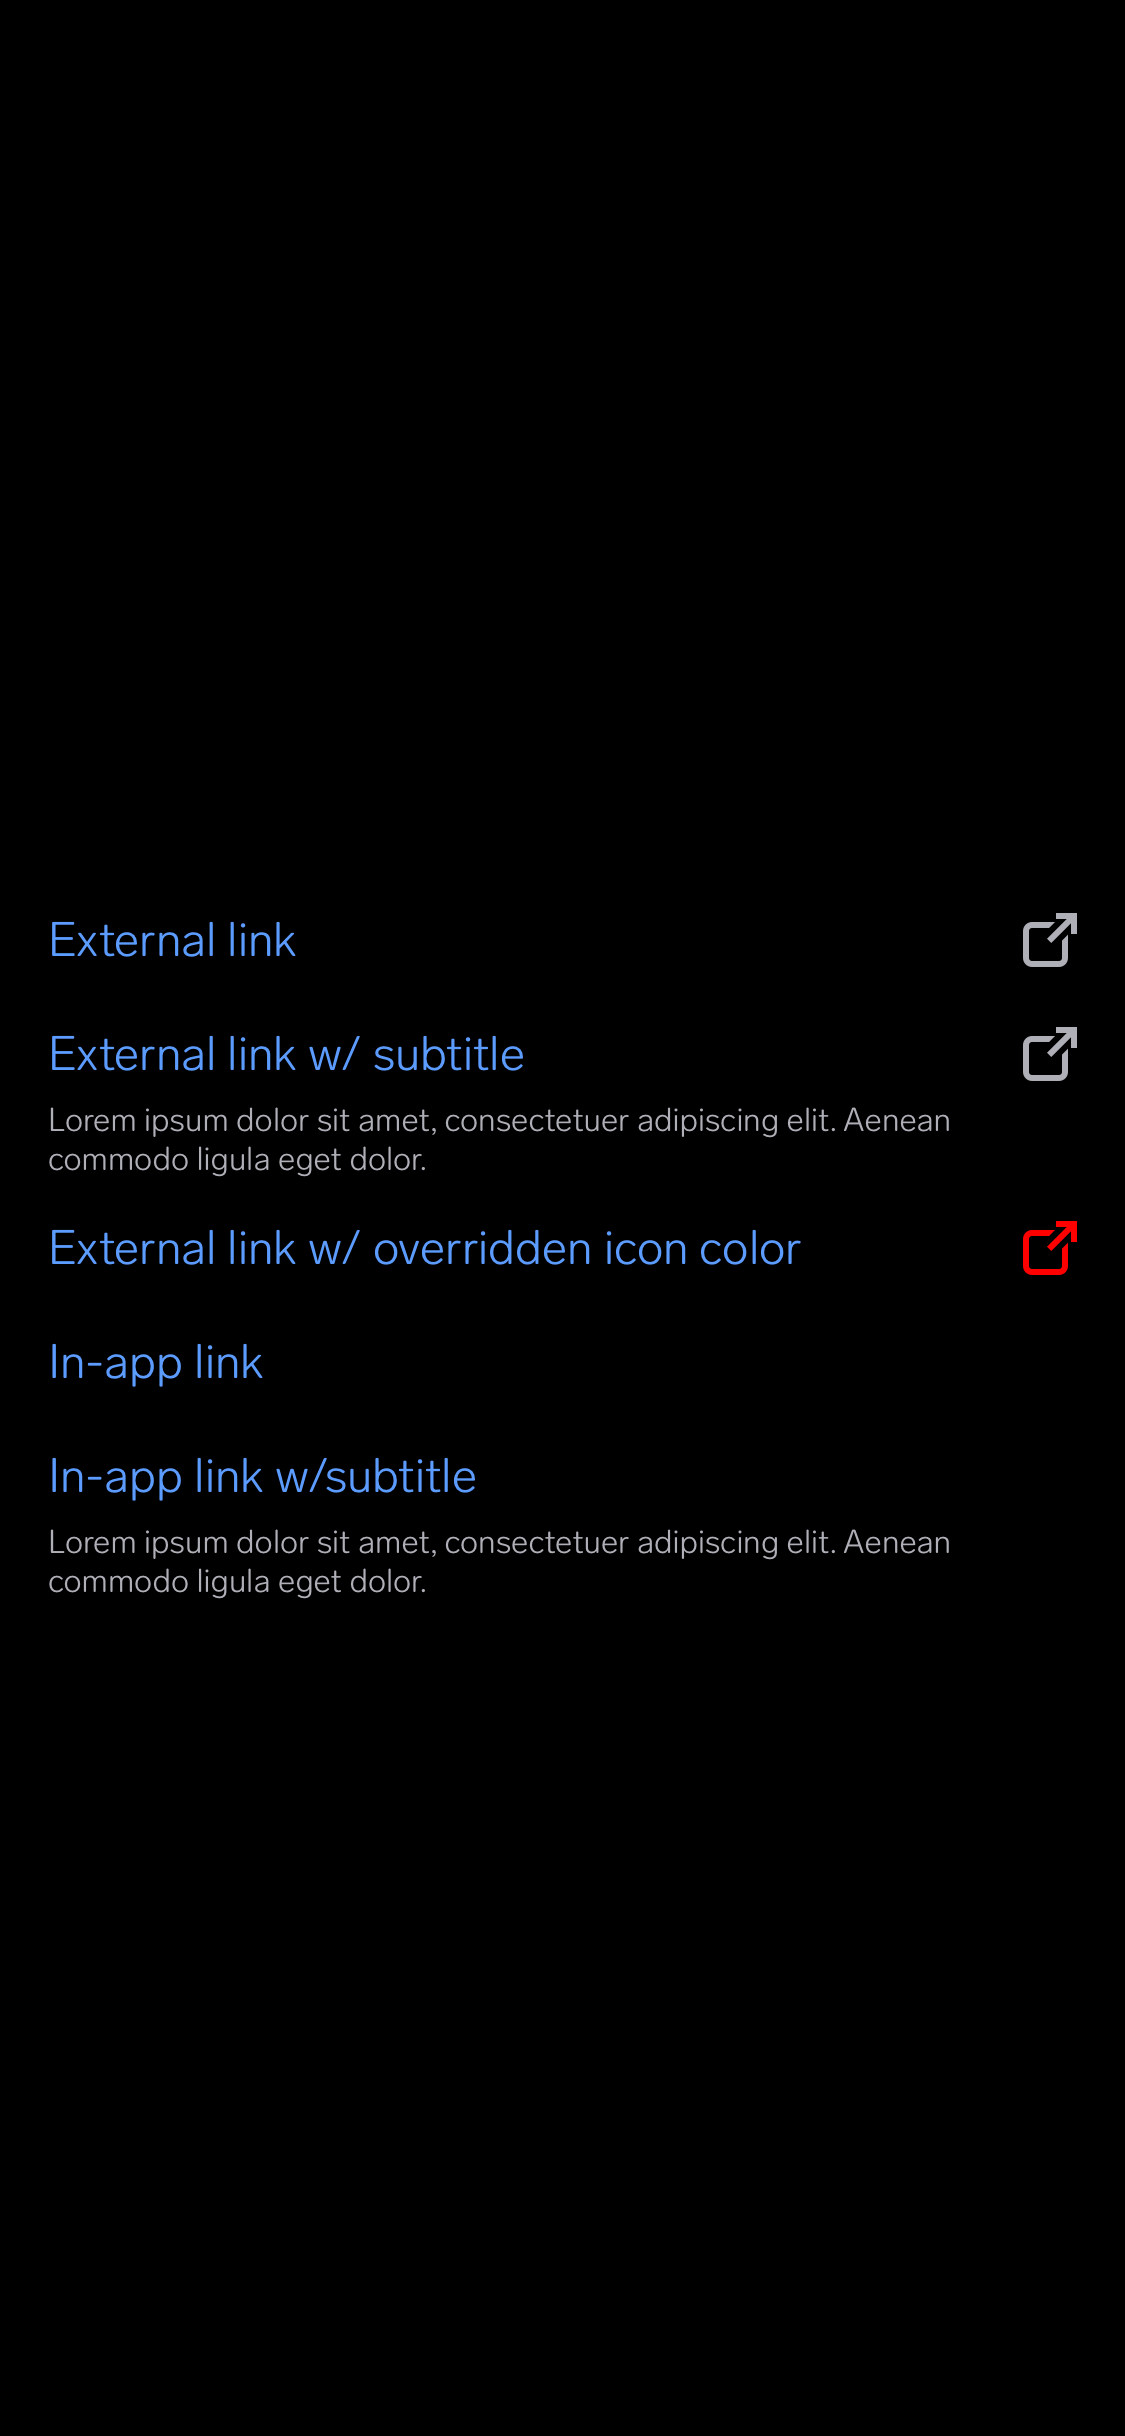 External link
External link w/ subtitle
Lorem ipsum dolor sit amet, consectetuer adipiscing elit. Aenean
commodo ligula eget dolor.
External link w/ overridden icon color
In-app link
In-app link w/subtitle
Lorem ipsum dolor sit amet, consectetuer adipiscing elit. Aenean
commodo ligula eget dolor.